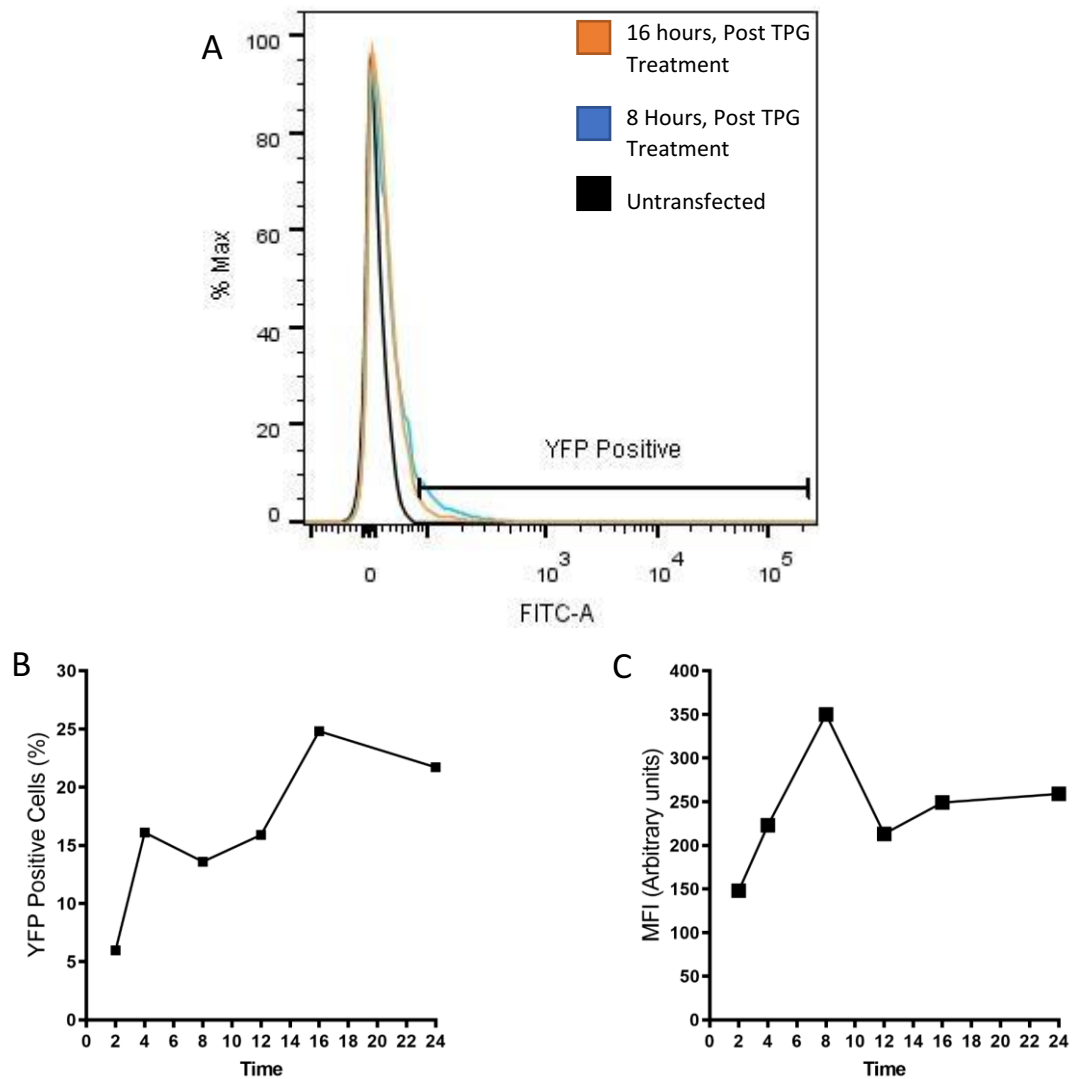 A
16 hours, Post TPG
Treatment
8 Hours, Post TPG
Treatment
Untransfected
% Max
100
80
60
40
20
0
YFP Positive
0
10^3
10^4
10^5
FITC-A
B
YFP Positive Cells (%)
30
25
20
15
10
5
0
0 2 4 6 8 10 12 14 16 18 20 22 24
Time
C
MFI (Arbitrary units)
400
350
300
250
200
150
100
50
0
0 2 4 6 8 10 12 14 16 18 20 22 24
Time